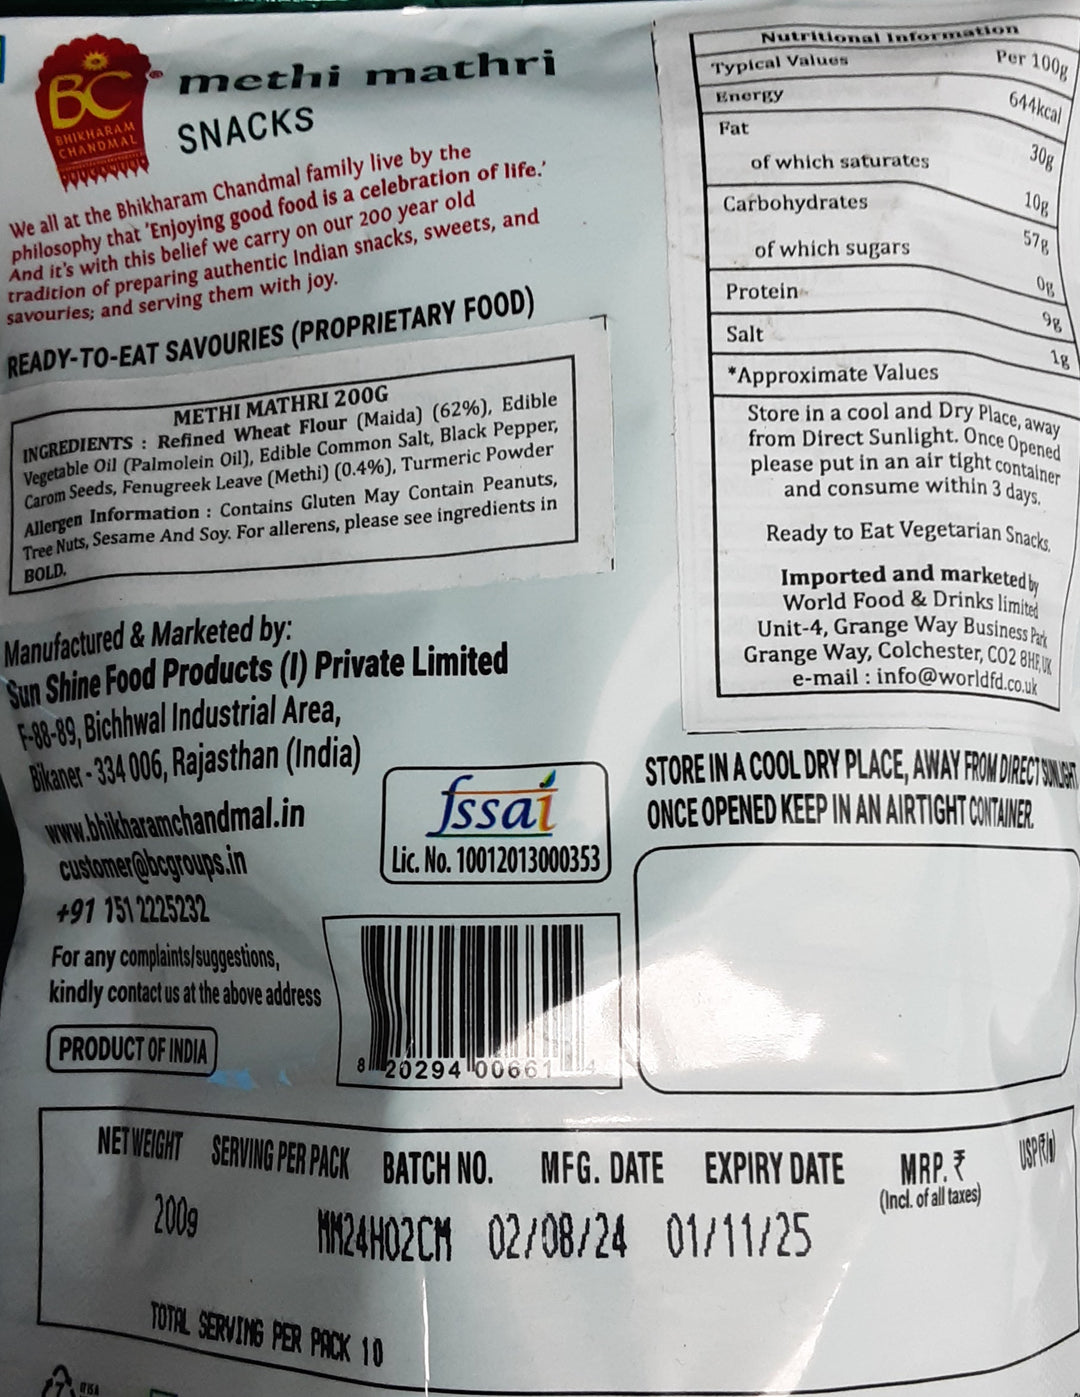 BC
BHIKHARAM
CHANDMAL
methi mathri
SNACKS
We all at the Bhikharam Chandmal family live by the
philosophy that 'Enjoying good food is a celebration of life.'
And it's with this belief we carry on our 200 year old
tradition of preparing authentic Indian snacks, sweets, and
savouries; and serving them with joy.
READY-TO-EAT SAVOURIES (PROPRIETARY FOOD)
METHI MATHRI 200G
INGREDIENTS : Refined Wheat Flour (Maida) (62%), Edible
Vegetable Oil (Palmolein Oil), Edible Common Salt, Black Pepper,
Carom Seeds, Fenugreek Leave (Methi) (0.4%), Turmeric Powder
Allergen Information : Contains Gluten May Contain Peanuts,
Tree Nuts, Sesame And Soy. For allerens, please see ingredients in
BOLD.
Manufactured & Marketed by:
Sun Shine Food Products (I) Private Limited
F-88-89, Bichhwal Industrial Area,
Bikaner - 334 006, Rajasthan (India)
www.bhikharamchandmal.in
customer@bcgroups.in
+91 151 2225232
For any complaints/suggestions,
kindly contact us at the above address
PRODUCT OF INDIA
fssai
Lic. No. 10012013000353
8 20294 00661 4
Nutritional Information
Typical Values Per 100g
Energy 644kcal
Fat 30g
of which saturates 10g
Carbohydrates 57g
of which sugars 0g
Protein 9g
Salt 1g
*Approximate Values
Store in a cool and Dry Place, away
from Direct Sunlight. Once Opened
please put in an air tight container
and consume within 3 days.
Ready to Eat Vegetarian Snacks.
Imported and marketed by
World Food & Drinks limited
Unit-4, Grange Way Business Park
Grange Way, Colchester, CO2 8HF, UK
e-mail : info@worldfd.co.uk
STORE IN A COOL DRY PLACE, AWAY FROM DIRECT SUNLIGHT
ONCE OPENED KEEP IN AN AIRTIGHT CONTAINER.
NET WEIGHT SERVING PER PACK BATCH NO. MFG. DATE EXPIRY DATE MRP. ₹ USP(₹/g)
(Incl. of all taxes)
200g MM24H02CM 02/08/24 01/11/25
TOTAL SERVING PER PACK 10
7